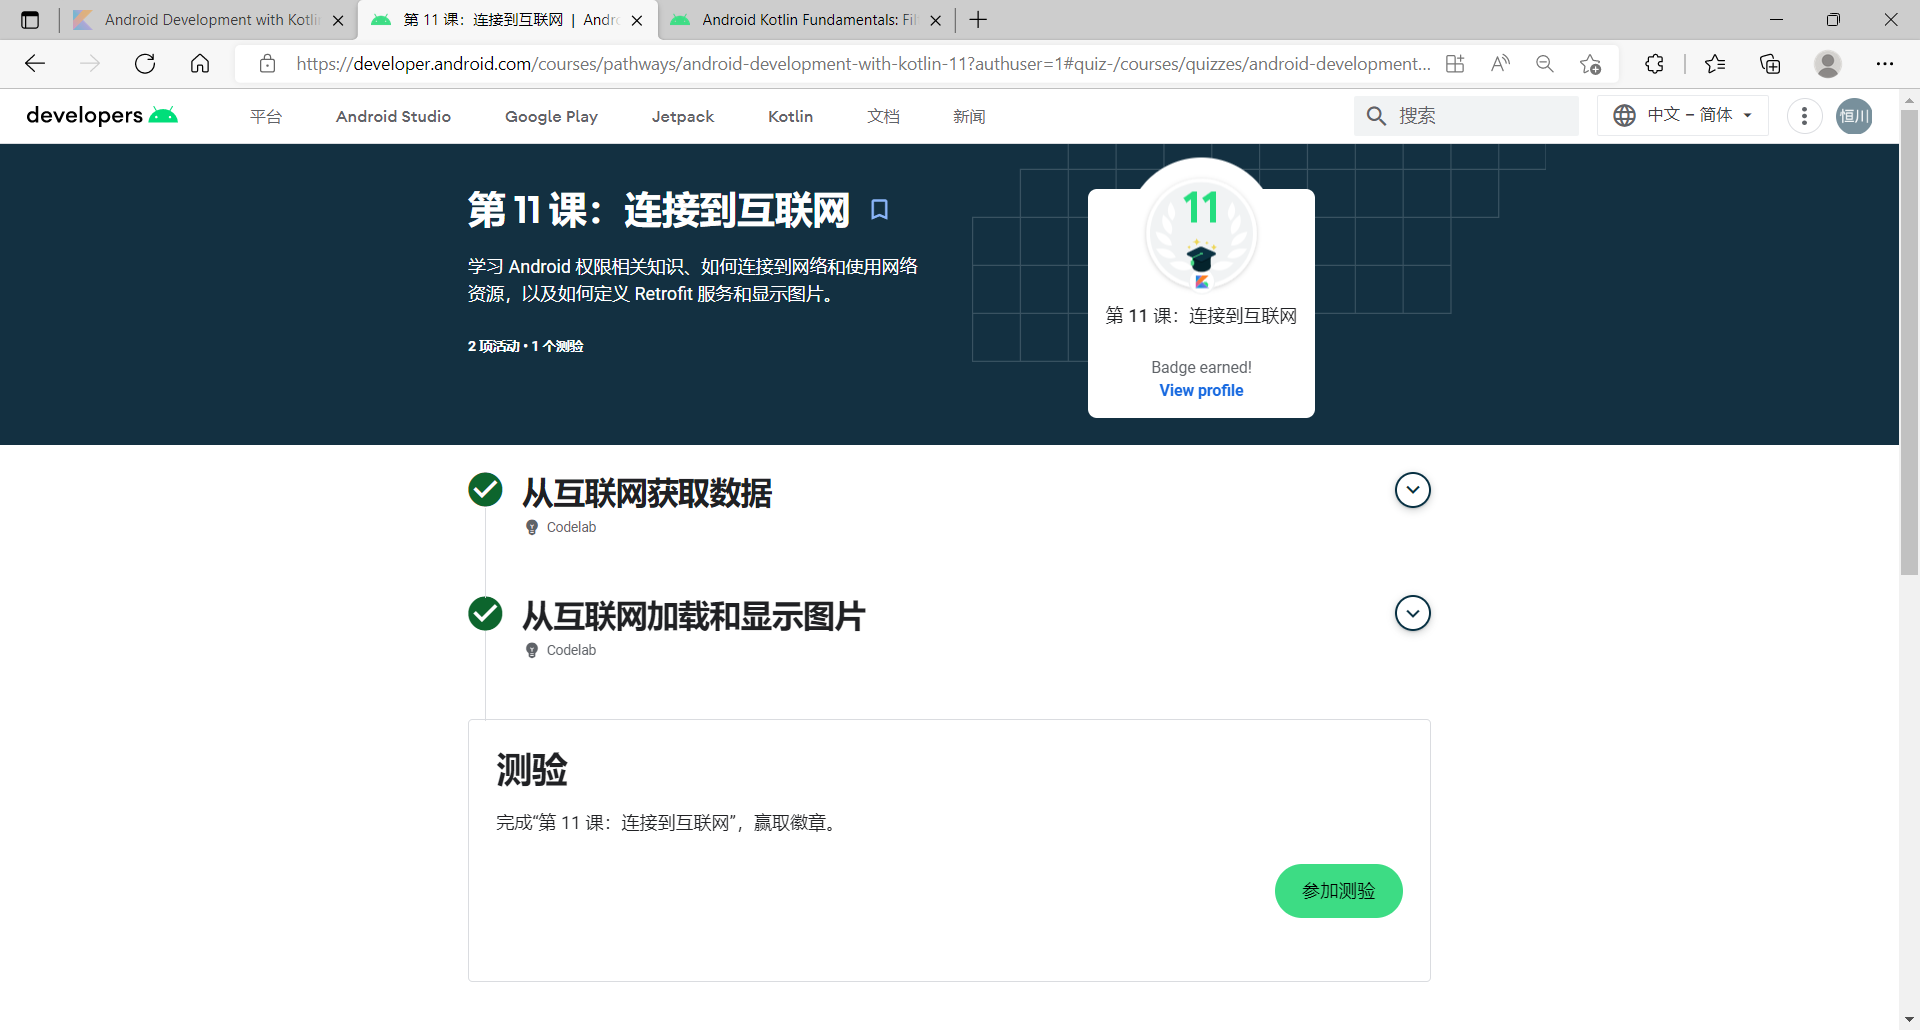 Android Development with Kotli
第 11 课：连接到互联网 | Andro
Android Kotlin Fundamentals: Fil
https://developer.android.com/courses/pathways/android-development-with-kotlin-11?authuser=1#quiz-/courses/quizzes/android-development...
developers
平台
Android Studio
Google Play
Jetpack
Kotlin
文档
新闻
搜索
中文 – 简体
恒川
第 11 课：连接到互联网
学习 Android 权限相关知识、如何连接到网络和使用网络
资源，以及如何定义 Retrofit 服务和显示图片。
2 项活动 • 1 个测验
11
第 11 课：连接到互联网
Badge earned!
View profile
从互联网获取数据
Codelab
从互联网加载和显示图片
Codelab
测验
完成“第 11 课：连接到互联网”，赢取徽章。
参加测验